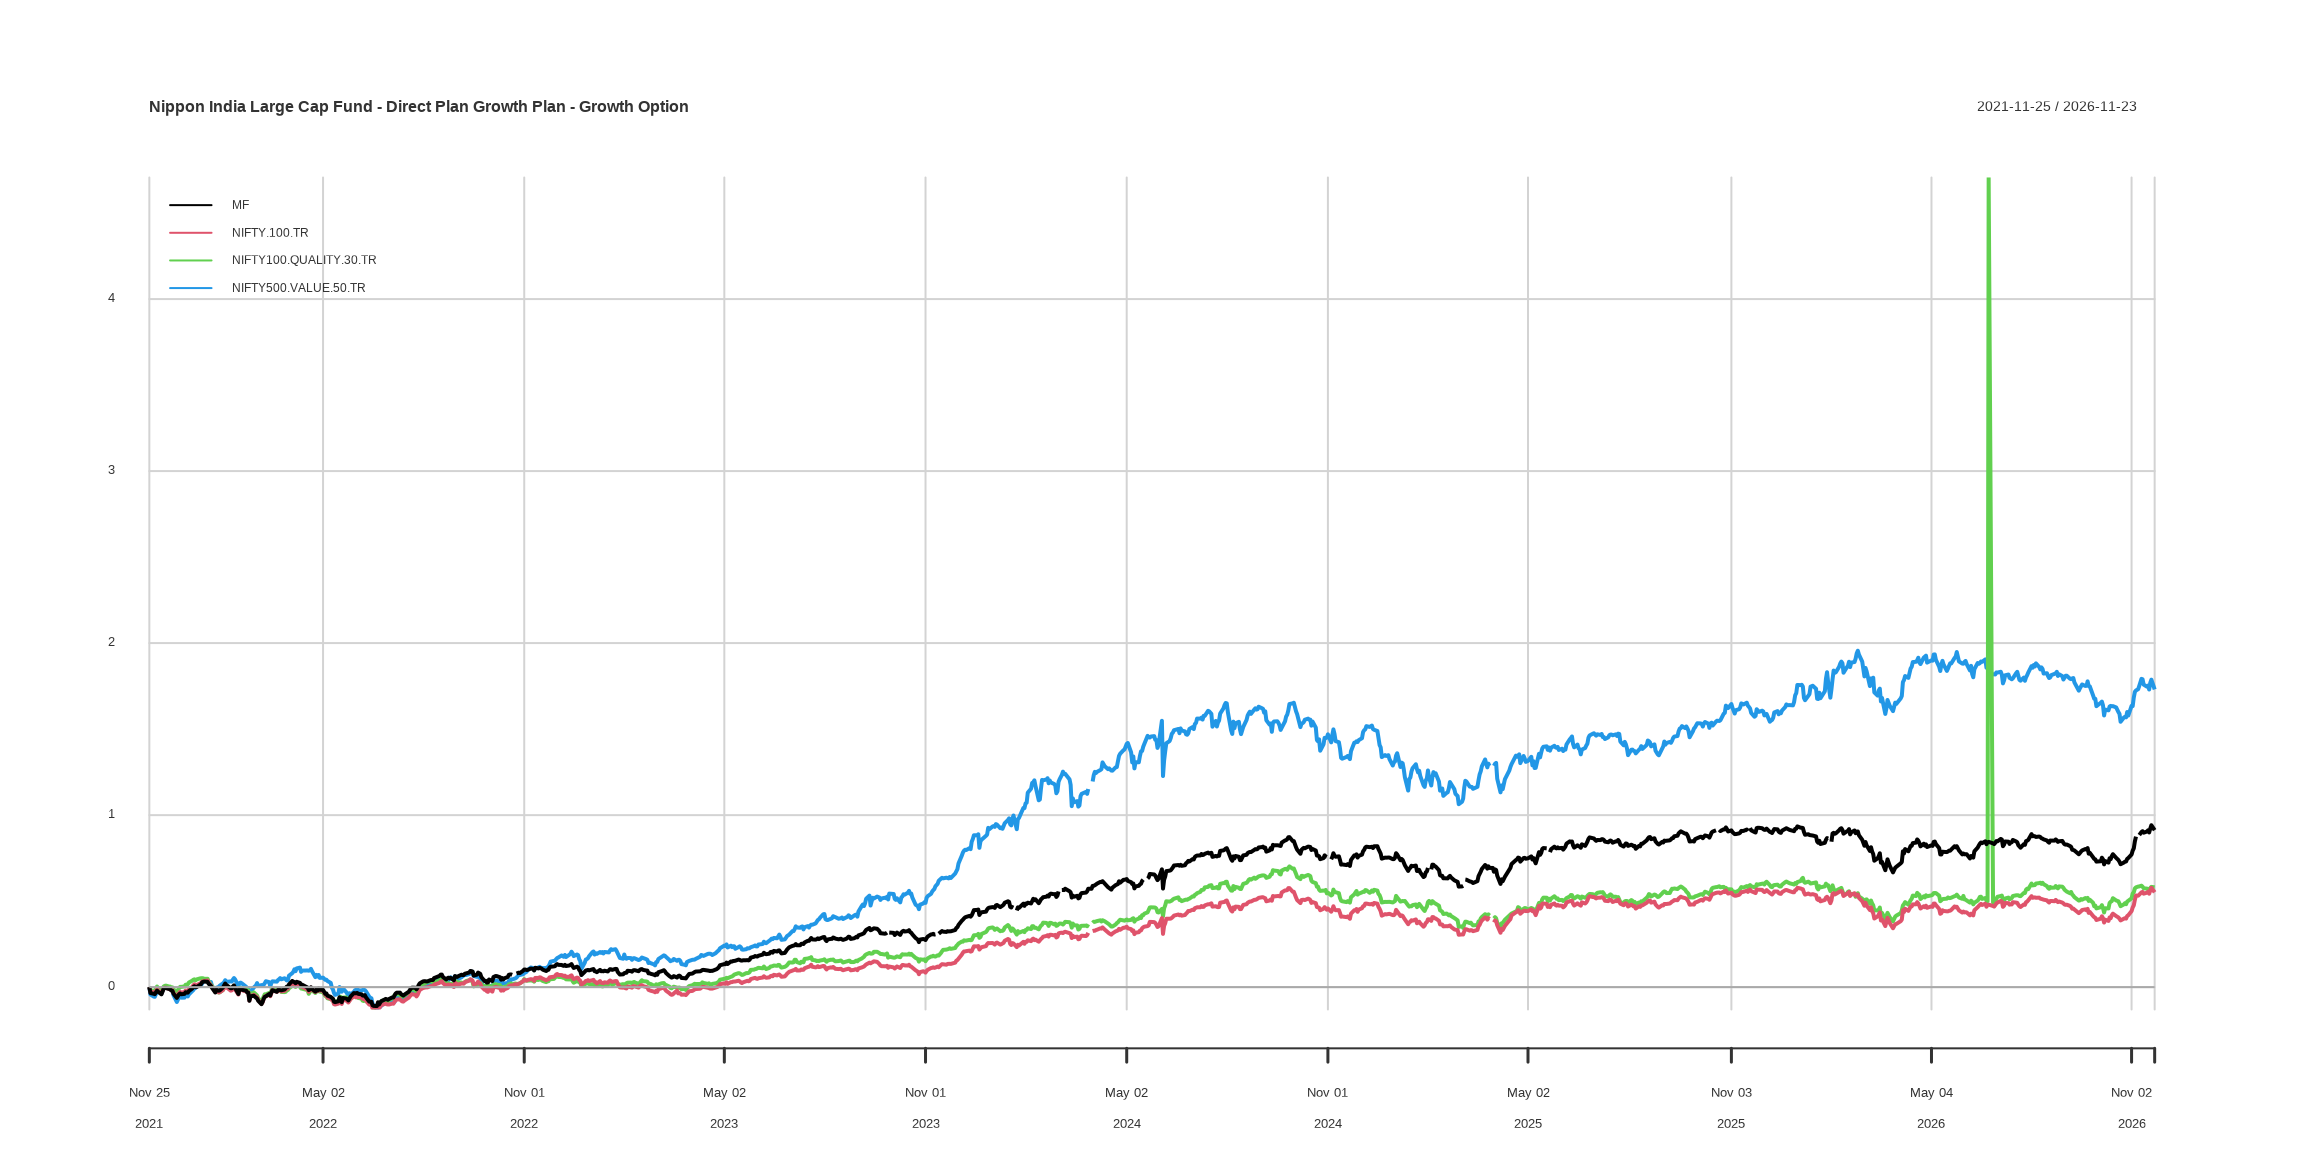 Nippon India Large Cap Fund - Direct Plan Growth Plan - Growth Option
2021-11-25 / 2026-11-23
MF
NIFTY.100.TR
NIFTY100.QUALITY.30.TR
NIFTY500.VALUE.50.TR
4
3
2
1
0
Nov 25 May 02 Nov 01 May 02 Nov 01 May 02 Nov 01 May 02 Nov 03 May 04 Nov 02
2021 2022 2022 2023 2023 2024 2024 2025 2025 2026 2026